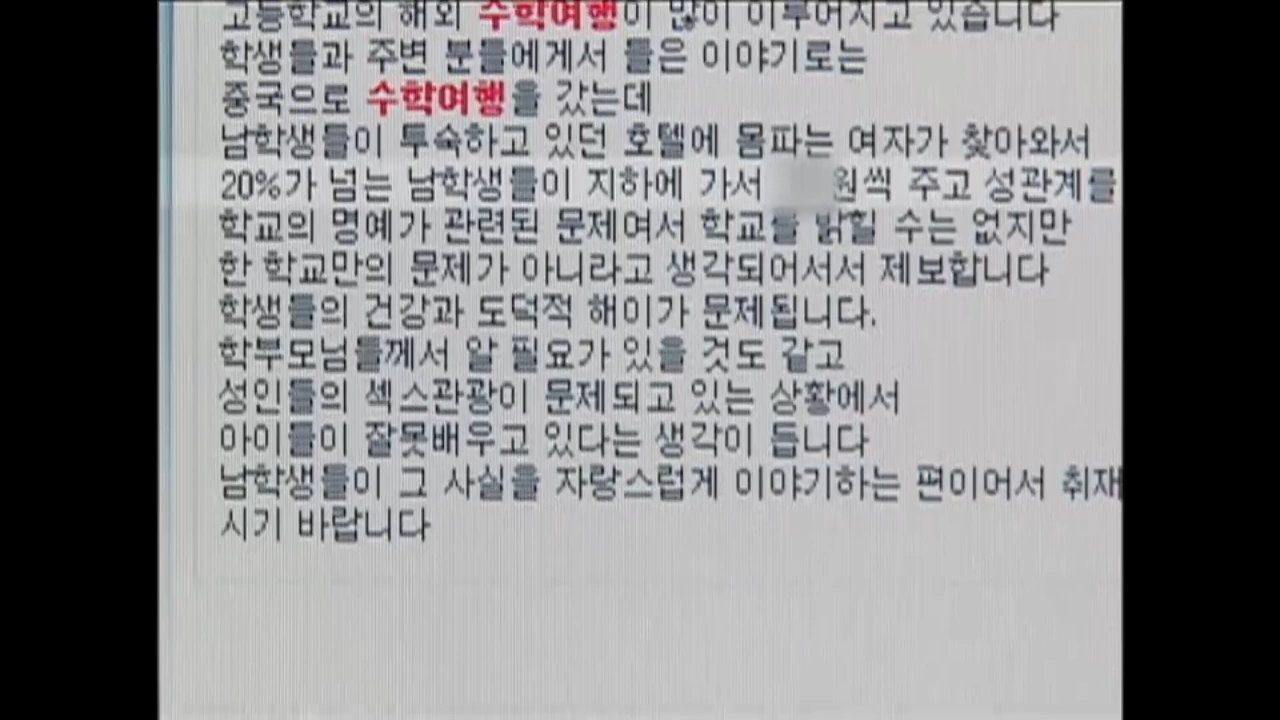 고등학교의 해외 수학여행이 많이 이루어지고 있습니다
학생들과 주변 분들에게서 들은 이야기로는
중국으로 수학여행을 갔는데
남학생들이 투숙하고 있던 호텔에 몸파는 여자가 찾아와서
20%가 넘는 남학생들이 지하에 가서 원씩 주고 성관계를
학교의 명예가 관련된 문제여서 학교를 밝힐 수는 없지만
한 학교만의 문제가 아니라고 생각되어서서 제보합니다
학생들의 건강과 도덕적 해이가 문제됩니다.
학부모님들께서 알 필요가 있을 것도 같고
성인들의 섹스관광이 문제되고 있는 상황에서
아이들이 잘못배우고 있다는 생각이 듭니다
남학생들이 그 사실을 자랑스럽게 이야기하는 편이어서 취재
시기 바랍니다